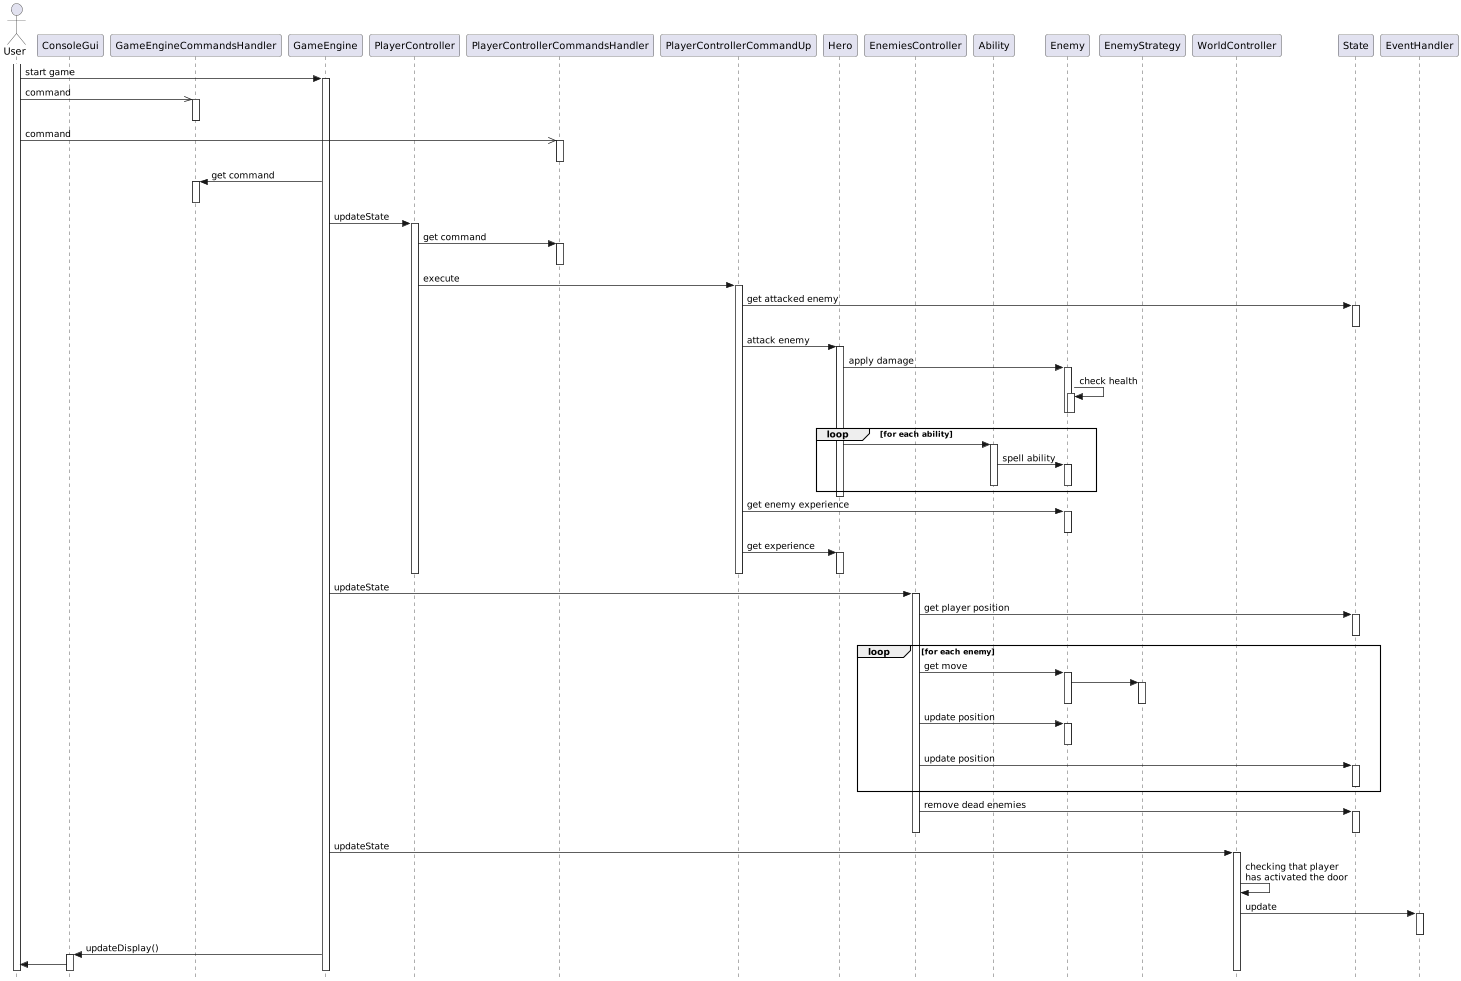 User
ConsoleGui
GameEngineCommandsHandler
GameEngine
PlayerController
PlayerControllerCommandsHandler
PlayerControllerCommandUp
Hero
EnemiesController
Ability
Enemy
EnemyStrategy
WorldController
State
EventHandler
start game
command
command
get command
updateState
get command
execute
get attacked enemy
attack enemy
apply damage
check health
loop
[for each ability]
spell ability
get enemy experience
get experience
updateState
get player position
loop
[for each enemy]
get move
update position
update position
remove dead enemies
updateState
checking that player
has activated the door
update
updateDisplay()